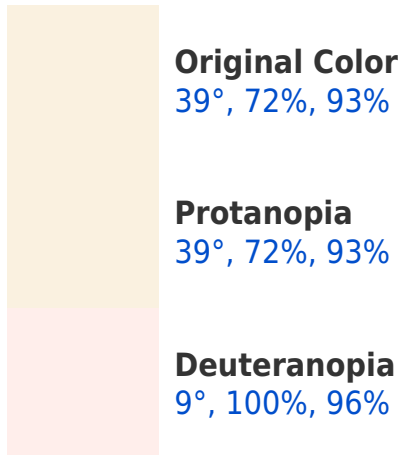 Original Color
39°, 72%, 93%
Protanopia
39°, 72%, 93%
Deuteranopia
9°, 100%, 96%